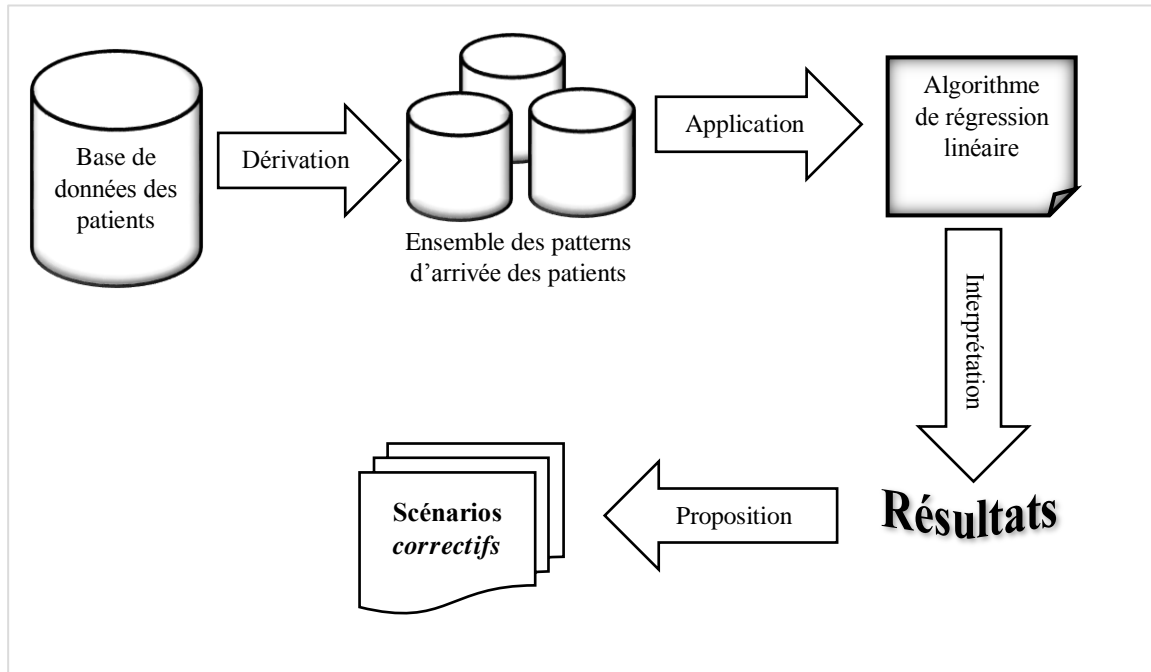 Base de
données des
patients
Dérivation
Ensemble des patterns
d’arrivée des patients
Application
Algorithme
de régression
linéaire
Interprétation
Résultats
Proposition
Scénarios
correctifs